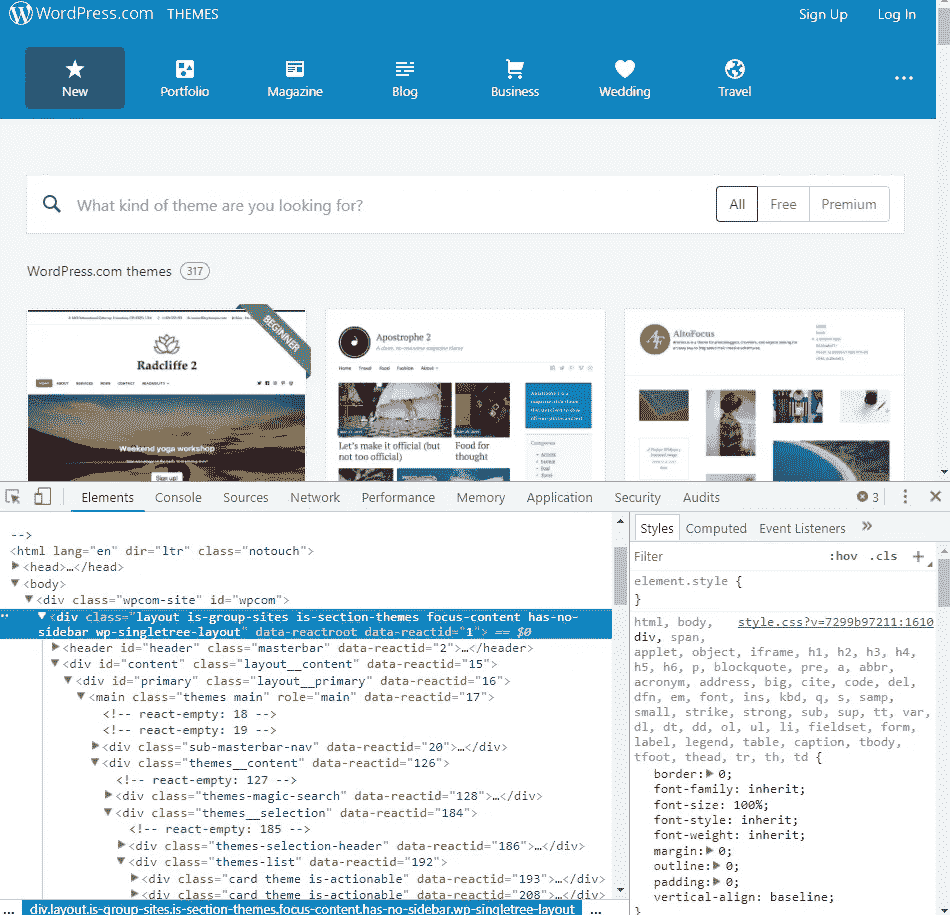 WordPress.com THEMES Sign Up Log In
New Portfolio Magazine Blog Business Wedding Travel ...
What kind of theme are you looking for? All Free Premium
WordPress.com themes 317
BEGINNER
Radcliffe 2
HOME ABOUT SERVICES NEWS CONTACT
Weekend yoga workshop
Sign up!
Apostrophe 2
Home Travel Food Fashion About
Let's make it official (but not too official)
Food for thought
Categories
AltoFocus
Elements Console Sources Network Performance Memory Application Security Audits 3
-->
<html lang="en" dir="ltr" class="notouch">
<head>…</head>
<body>
<div class="wpcom-site" id="wpcom">
<div class="layout is-group-sites is-section-themes focus-content has-no-
sidebar wp-singletree-layout" data-reactroot data-reactid="1"> == $0
<header id="header" class="masterbar" data-reactid="2">…</header>
<div id="content" class="layout__content" data-reactid="15">
<div id="primary" class="layout__primary" data-reactid="16">
<main class="themes main" role="main" data-reactid="17">
<!-- react-empty: 18 -->
<!-- react-empty: 19 -->
<div class="sub-masterbar-nav" data-reactid="20">…</div>
<div class="themes__content" data-reactid="126">
<!-- react-empty: 127 -->
<div class="themes-magic-search" data-reactid="128">…</div>
<div class="themes__selection" data-reactid="184">
<!-- react-empty: 185 -->
<div class="themes-selection-header" data-reactid="186">…</div>
<div class="themes-list" data-reactid="192">
<div class="card theme is-actionable" data-reactid="193">…</div>
<div class="card theme is-actionable" data-reactid="208">…</div>
... div.layout.is-group-sites.is-section-themes.focus-content.has-no-sidebar.wp-singletree-layout ...
Styles Computed Event Listeners »
Filter :hov .cls +
element.style {
}
html, body, style.css?v=7299b97211:1610
div, span,
applet, object, iframe, h1, h2, h3, h4,
h5, h6, p, blockquote, pre, a, abbr,
acronym, address, big, cite, code, del,
dfn, em, font, ins, kbd, q, s, samp,
small, strike, strong, sub, sup, tt, var,
dl, dt, dd, ol, ul, li, fieldset, form,
label, legend, table, caption, tbody,
tfoot, thead, tr, th, td {
border: 0;
font-family: inherit;
font-size: 100%;
font-style: inherit;
font-weight: inherit;
margin: 0;
outline: 0;
padding: 0;
vertical-align: baseline;
}